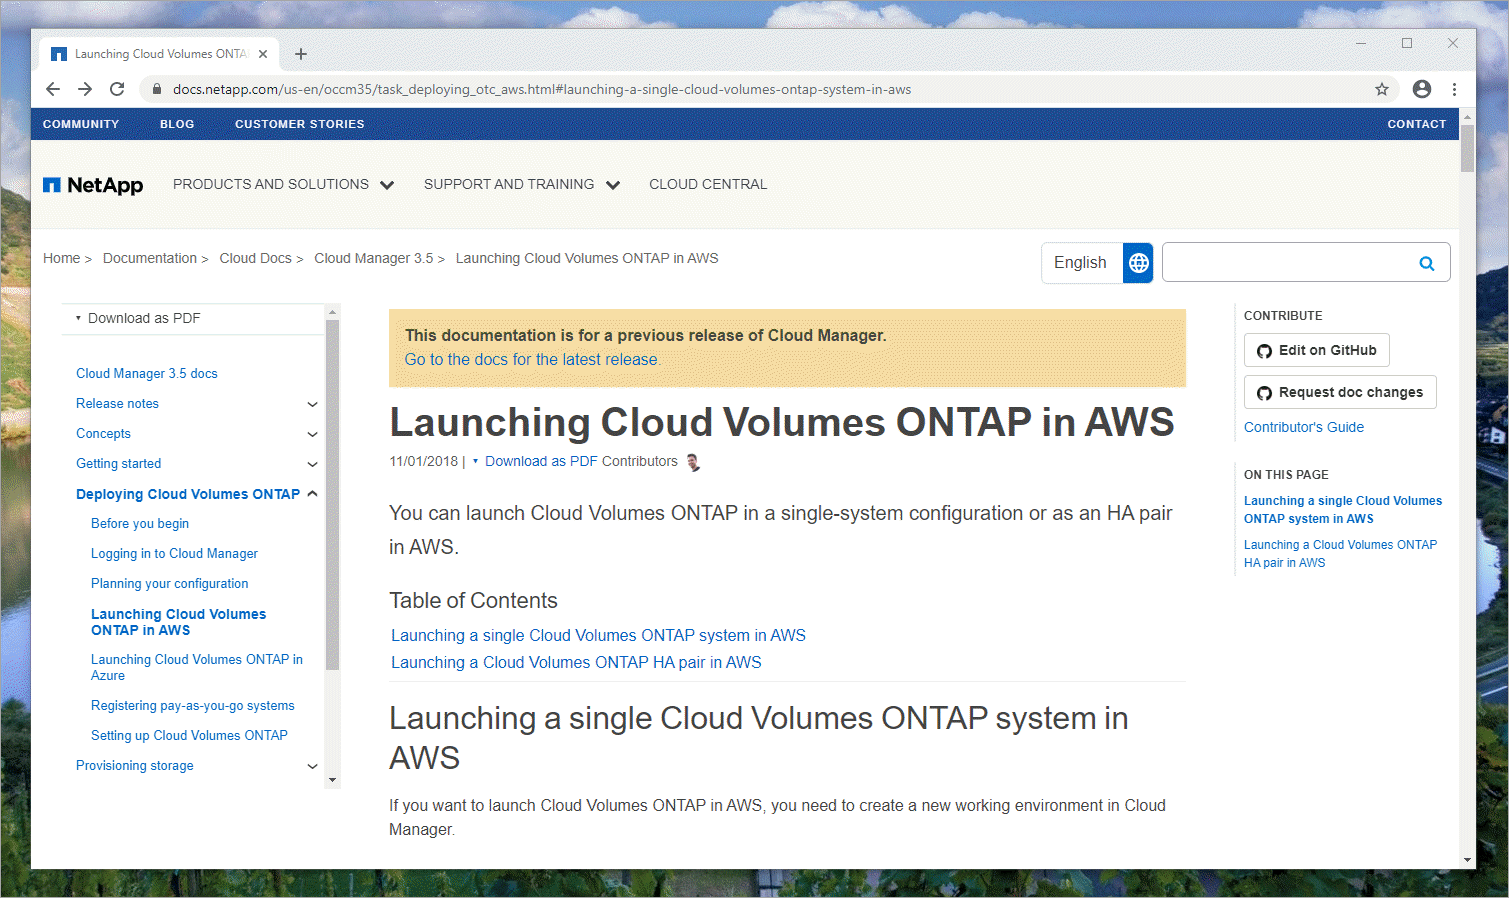 Launching Cloud Volumes ONTA
docs.netapp.com/us-en/occm35/task_deploying_otc_aws.html#launching-a-single-cloud-volumes-ontap-system-in-aws
COMMUNITY BLOG CUSTOMER STORIES CONTACT
NetApp PRODUCTS AND SOLUTIONS SUPPORT AND TRAINING CLOUD CENTRAL
Home > Documentation > Cloud Docs > Cloud Manager 3.5 > Launching Cloud Volumes ONTAP in AWS
English
Download as PDF
Cloud Manager 3.5 docs
Release notes
Concepts
Getting started
Deploying Cloud Volumes ONTAP
Before you begin
Logging in to Cloud Manager
Planning your configuration
Launching Cloud Volumes
ONTAP in AWS
Launching Cloud Volumes ONTAP in
Azure
Registering pay-as-you-go systems
Setting up Cloud Volumes ONTAP
Provisioning storage
This documentation is for a previous release of Cloud Manager.
Go to the docs for the latest release.
Launching Cloud Volumes ONTAP in AWS
11/01/2018 | Download as PDF Contributors
You can launch Cloud Volumes ONTAP in a single-system configuration or as an HA pair
in AWS.
Table of Contents
Launching a single Cloud Volumes ONTAP system in AWS
Launching a Cloud Volumes ONTAP HA pair in AWS
Launching a single Cloud Volumes ONTAP system in
AWS
If you want to launch Cloud Volumes ONTAP in AWS, you need to create a new working environment in Cloud
Manager.
CONTRIBUTE
Edit on GitHub
Request doc changes
Contributor's Guide
ON THIS PAGE
Launching a single Cloud Volumes
ONTAP system in AWS
Launching a Cloud Volumes ONTAP
HA pair in AWS